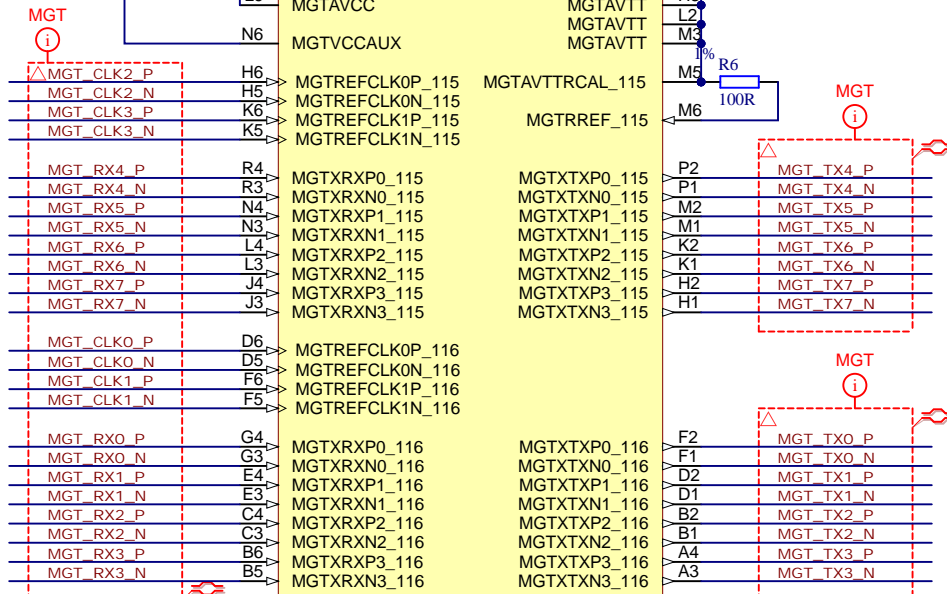 MGTAVCC MGTAVTT
MGTAVTT L2
MGT
i
N6 MGTVCCAUX MGTAVTT M3
1%
R6
100R
MGT_CLK2_P H6 MGTREFCLK0P_115 MGTAVTTRCAL_115 M5
MGT_CLK2_N H5 MGTREFCLK0N_115
MGT_CLK3_P K6 MGTREFCLK1P_115 MGTRREF_115 M6
MGT_CLK3_N K5 MGTREFCLK1N_115
MGT
i
MGT_RX4_P R4 MGTXRXP0_115 MGTXTXP0_115 P2 MGT_TX4_P
MGT_RX4_N R3 MGTXRXN0_115 MGTXTXN0_115 P1 MGT_TX4_N
MGT_RX5_P N4 MGTXRXP1_115 MGTXTXP1_115 M2 MGT_TX5_P
MGT_RX5_N N3 MGTXRXN1_115 MGTXTXN1_115 M1 MGT_TX5_N
MGT_RX6_P L4 MGTXRXP2_115 MGTXTXP2_115 K2 MGT_TX6_P
MGT_RX6_N L3 MGTXRXN2_115 MGTXTXN2_115 K1 MGT_TX6_N
MGT_RX7_P J4 MGTXRXP3_115 MGTXTXP3_115 H2 MGT_TX7_P
MGT_RX7_N J3 MGTXRXN3_115 MGTXTXN3_115 H1 MGT_TX7_N
MGT_CLK0_P D6 MGTREFCLK0P_116
MGT_CLK0_N D5 MGTREFCLK0N_116
MGT_CLK1_P F6 MGTREFCLK1P_116
MGT_CLK1_N F5 MGTREFCLK1N_116
MGT
i
MGT_RX0_P G4 MGTXRXP0_116 MGTXTXP0_116 F2 MGT_TX0_P
MGT_RX0_N G3 MGTXRXN0_116 MGTXTXN0_116 F1 MGT_TX0_N
MGT_RX1_P E4 MGTXRXP1_116 MGTXTXP1_116 D2 MGT_TX1_P
MGT_RX1_N E3 MGTXRXN1_116 MGTXTXN1_116 D1 MGT_TX1_N
MGT_RX2_P C4 MGTXRXP2_116 MGTXTXP2_116 B2 MGT_TX2_P
MGT_RX2_N C3 MGTXRXN2_116 MGTXTXN2_116 B1 MGT_TX2_N
MGT_RX3_P B6 MGTXRXP3_116 MGTXTXP3_116 A4 MGT_TX3_P
MGT_RX3_N B5 MGTXRXN3_116 MGTXTXN3_116 A3 MGT_TX3_N